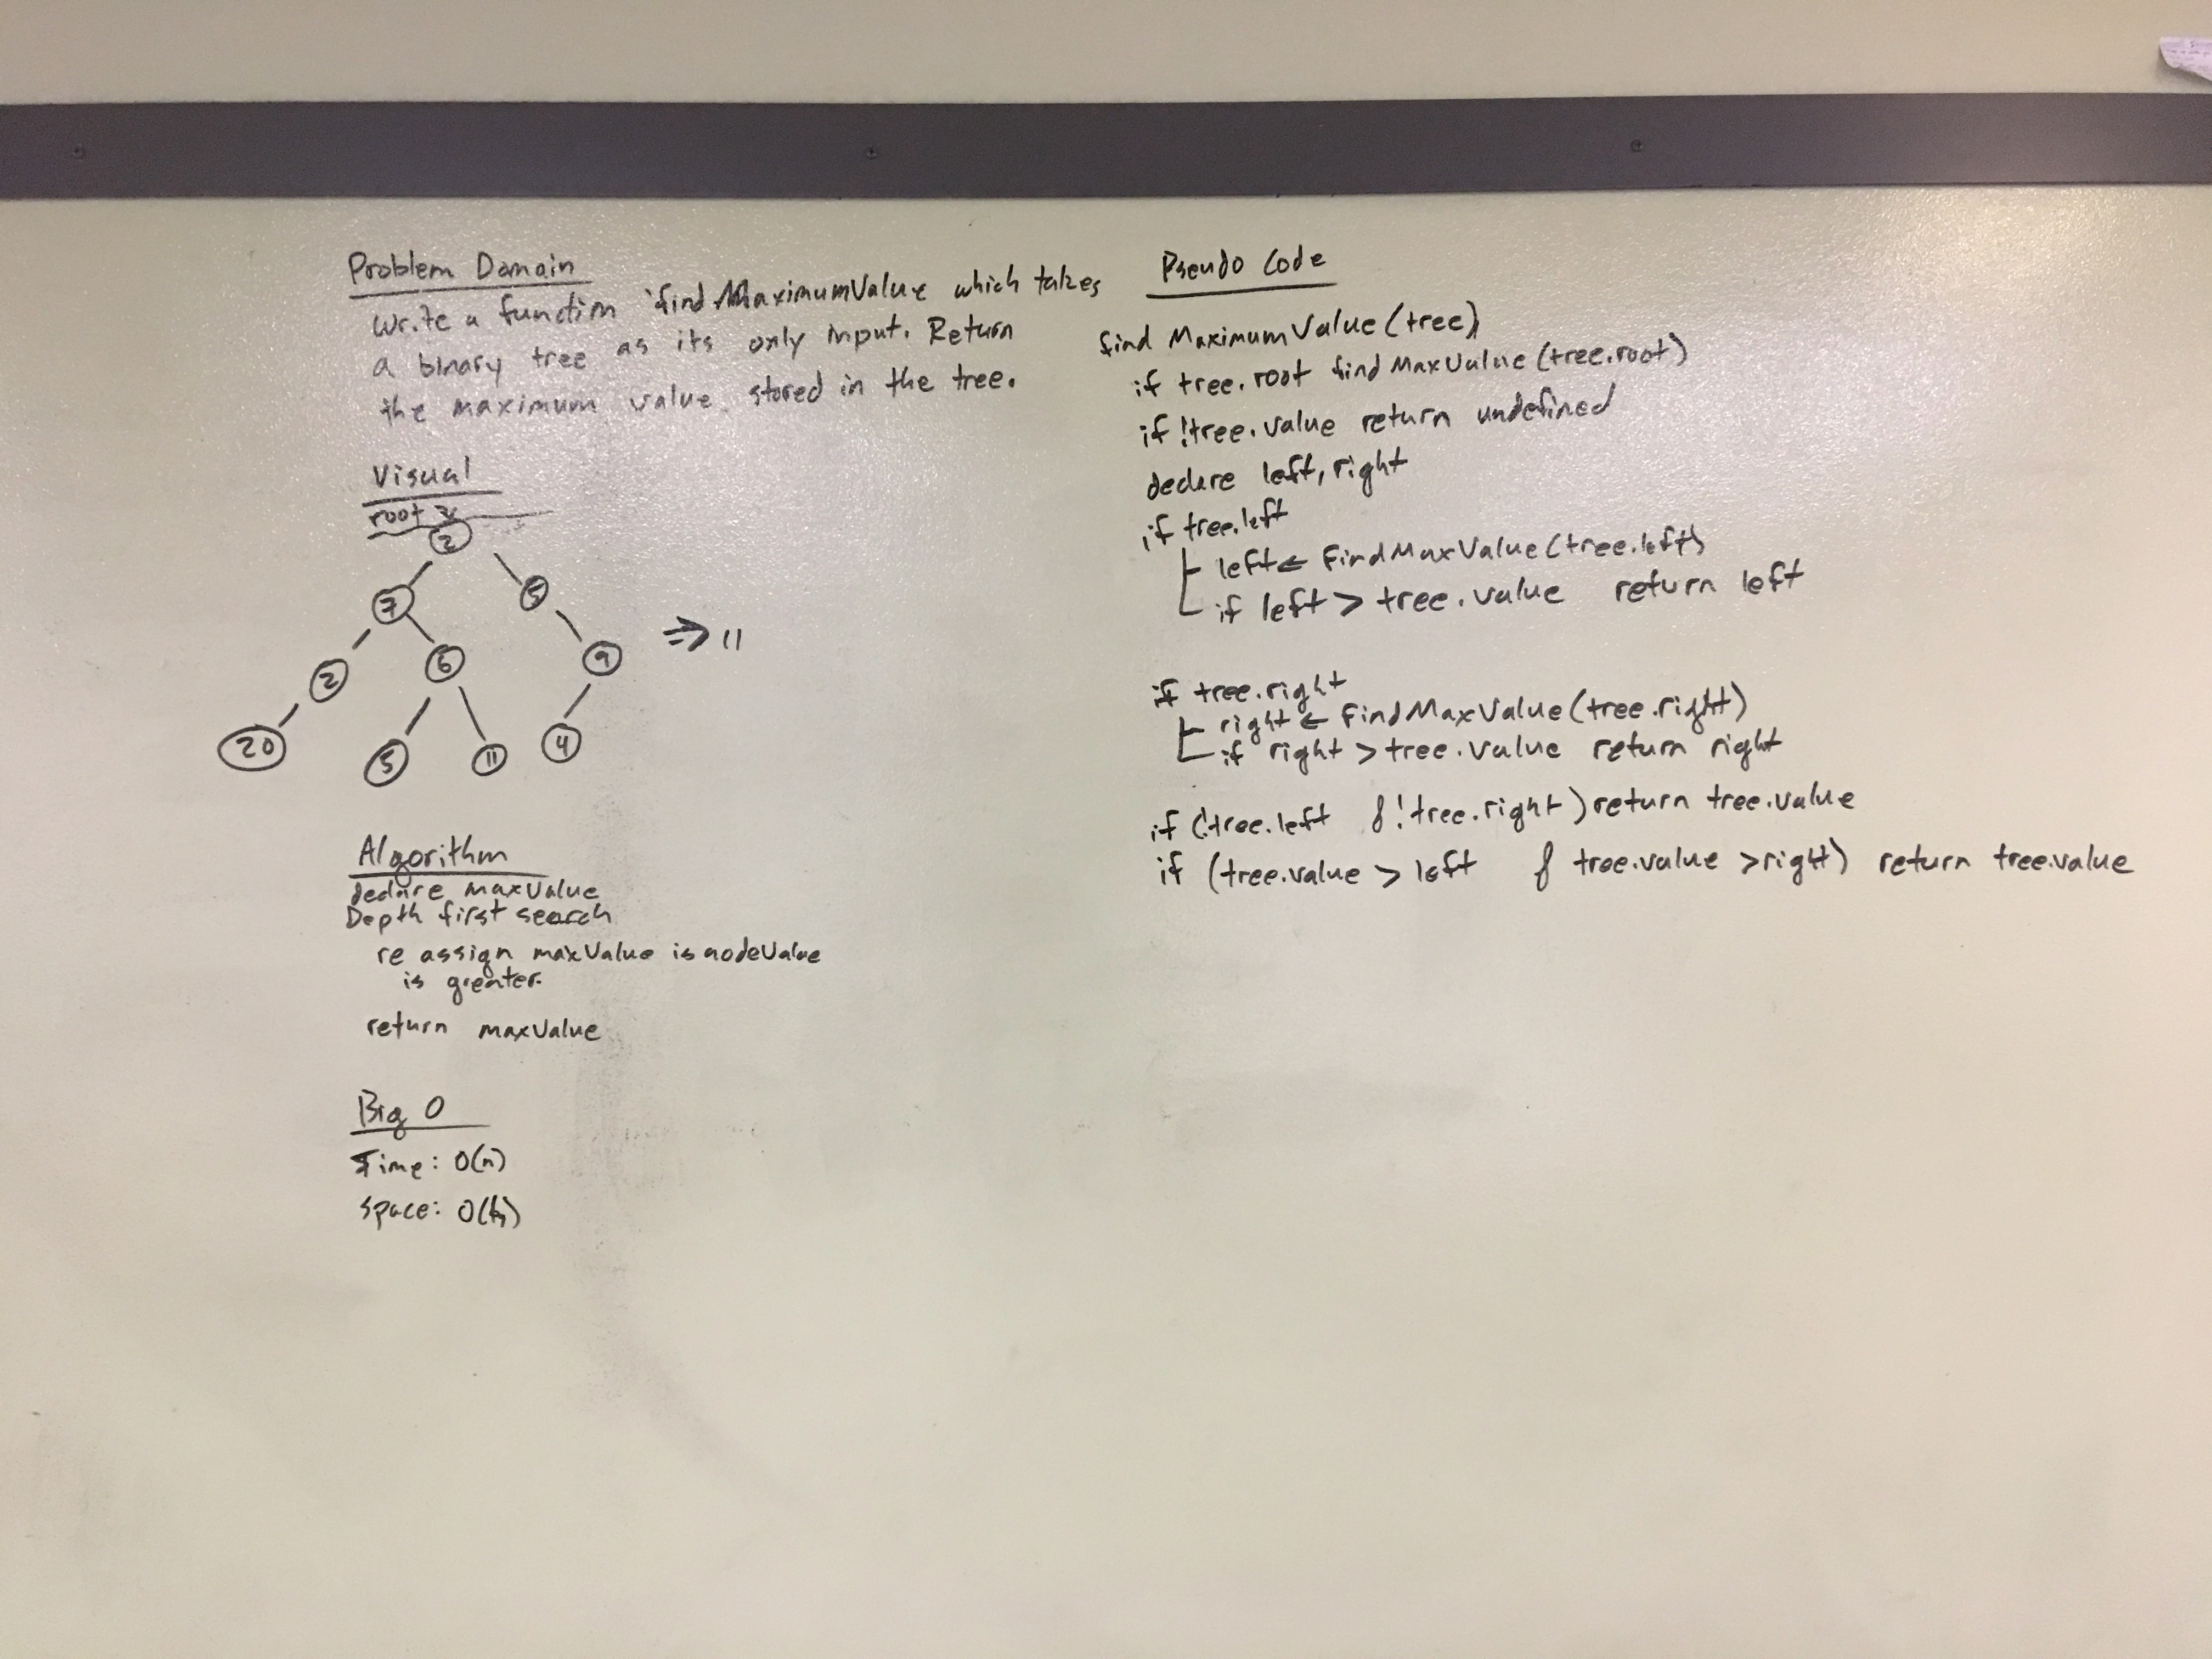 Problem Domain
Write a function `find MaximumValue which takes
a binary tree as its only input. Return
the maximum value stored in the tree.
Visual
root
2
7
5
2
6
9
⇒ 11
20
5
11
4
Algorithm
declare maxValue
Depth first search
re assign maxValue is nodeValue
is greater.
return maxValue
Big O
Time: O(n)
Space: O(h)
Pseudo Code
find MaximumValue (tree)
if tree.root find MaxValue (tree.root)
if !tree.value return undefined
declare left, right
if tree.left
left ← FindMaxValue (tree.left)
if left > tree.value return left
if tree.right
right ← FindMaxValue (tree.right)
if right > tree.value return right
if (!tree.left & !tree.right) return tree.value
if (tree.value > left & tree.value > right) return tree.value